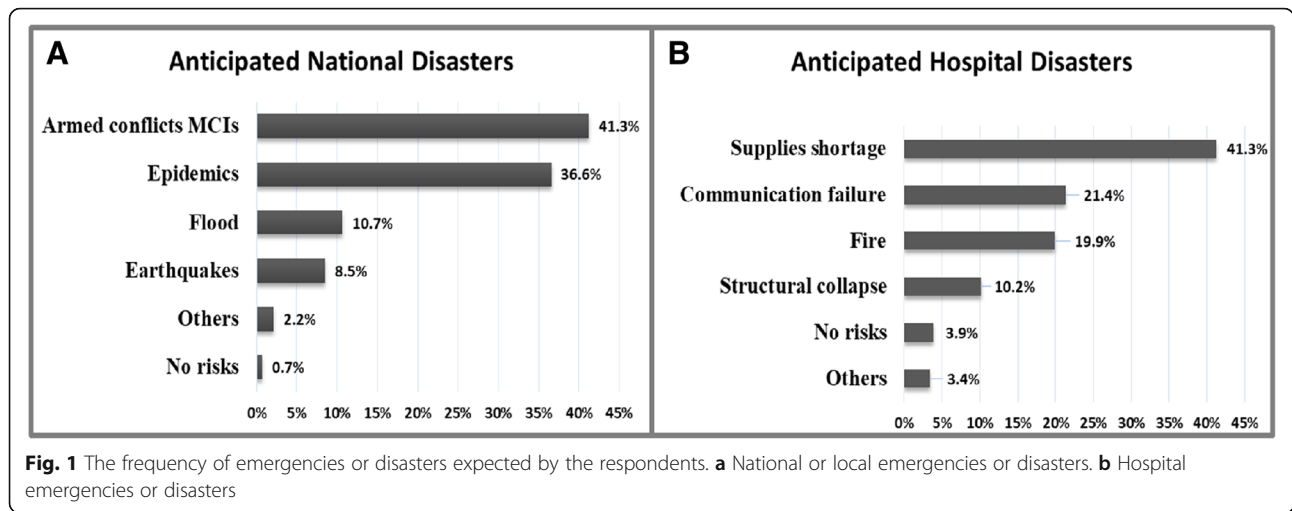 A
Anticipated National Disasters
Armed conflicts MCIs 41.3%
Epidemics 36.6%
Flood 10.7%
Earthquakes 8.5%
Others 2.2%
No risks 0.7%
0% 5% 10% 15% 20% 25% 30% 35% 40% 45%
B
Anticipated Hospital Disasters
Supplies shortage 41.3%
Communication failure 21.4%
Fire 19.9%
Structural collapse 10.2%
No risks 3.9%
Others 3.4%
0% 5% 10% 15% 20% 25% 30% 35% 40% 45%
Fig. 1 The frequency of emergencies or disasters expected by the respondents. a National or local emergencies or disasters. b Hospital
emergencies or disasters